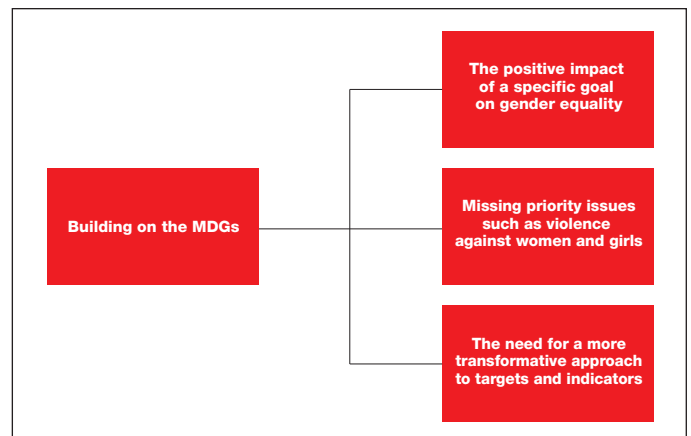 The positive impact
of a specific goal
on gender equality
Building on the MDGs
Missing priority issues
such as violence
against women and girls
The need for a more
transformative approach
to targets and indicators